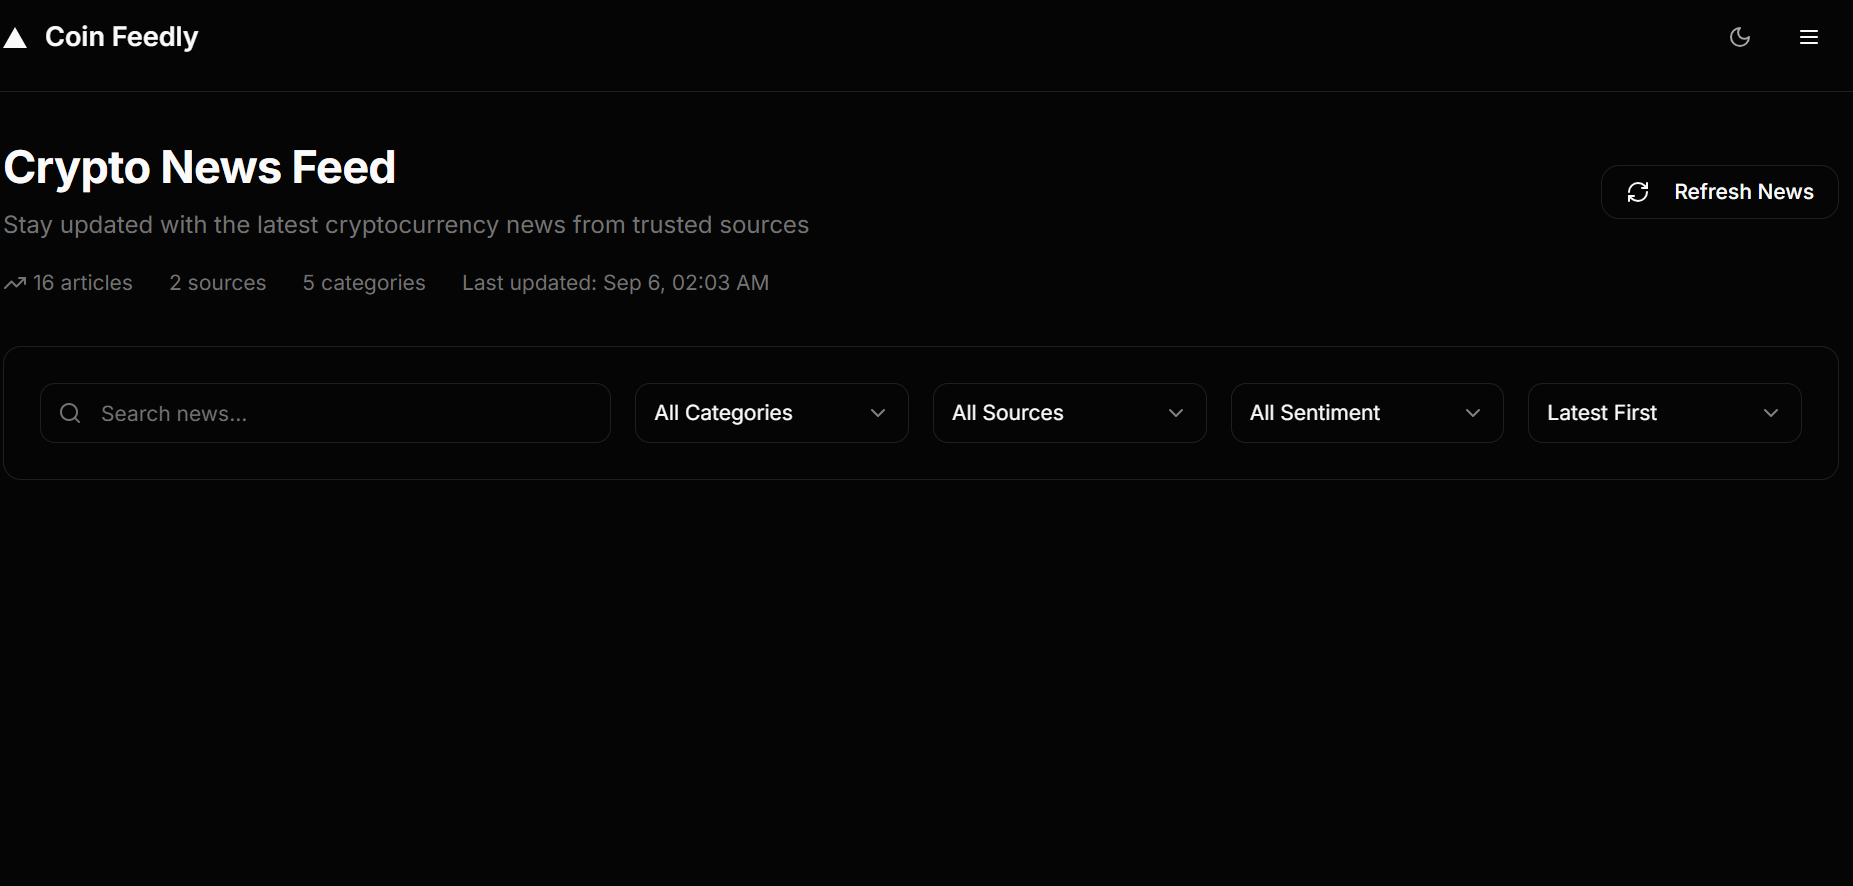 Coin Feedly
Crypto News Feed
Refresh News
Stay updated with the latest cryptocurrency news from trusted sources
16 articles 2 sources 5 categories Last updated: Sep 6, 02:03 AM
Search news... All Categories All Sources All Sentiment Latest First